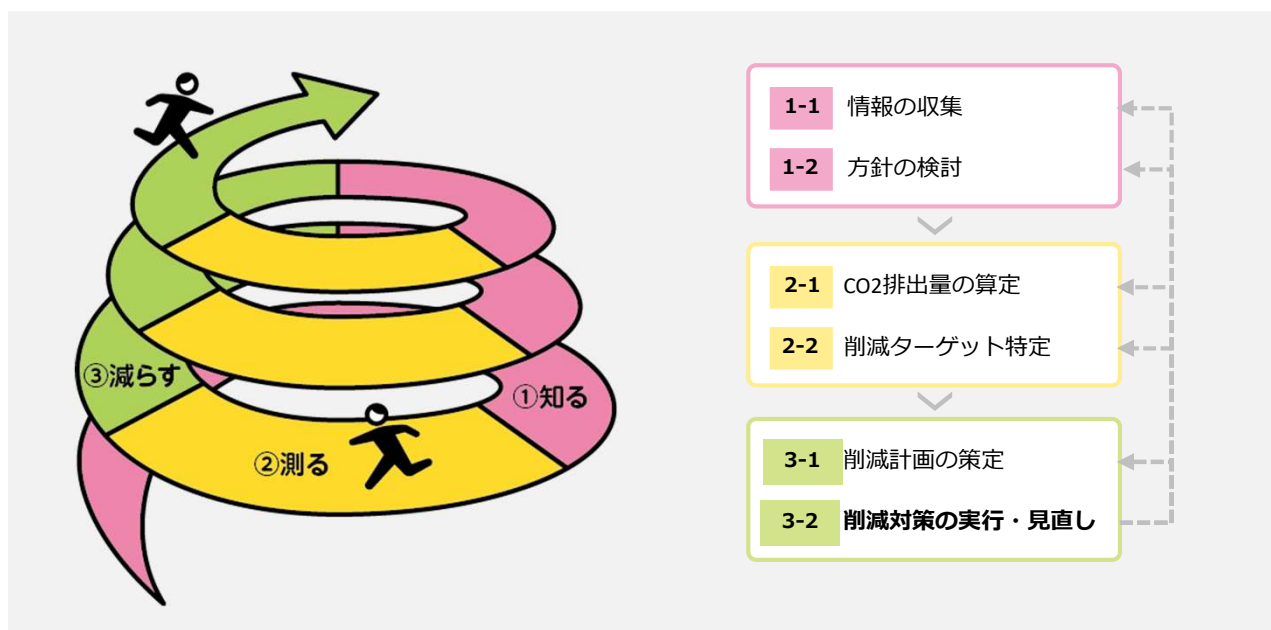 ③減らす
①知る
②測る
1-1 情報の収集
1-2 方針の検討
2-1 CO2排出量の算定
2-2 削減ターゲット特定
3-1 削減計画の策定
3-2 削減対策の実行・見直し